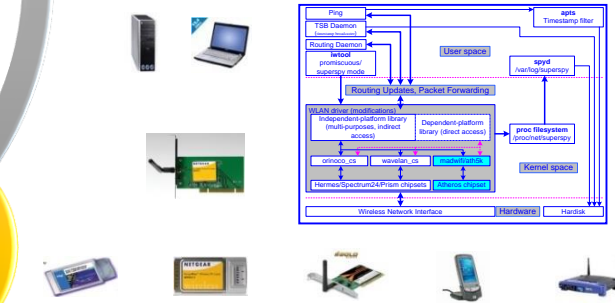 Ping
apts
Timestamp filter
TSB Daemon
Routing Daemon
iwtool
promiscuous/
superspy mode
User space
spyd
/var/log/superspy
Routing Updates, Packet Forwarding
WLAN driver (modifications)
Independent-platform library
(multi-purposes, indirect
access)
Dependent-platform
library (direct access)
proc filesystem
/proc/net/superspy
orinoco_cs
wavelan_cs
madwifi/ath5k
Kernel space
Hermes/Spectrum24/Prism chipsets
Atheros chipset
Wireless Network Interface
Hardware
Hardisk
NETGEAR